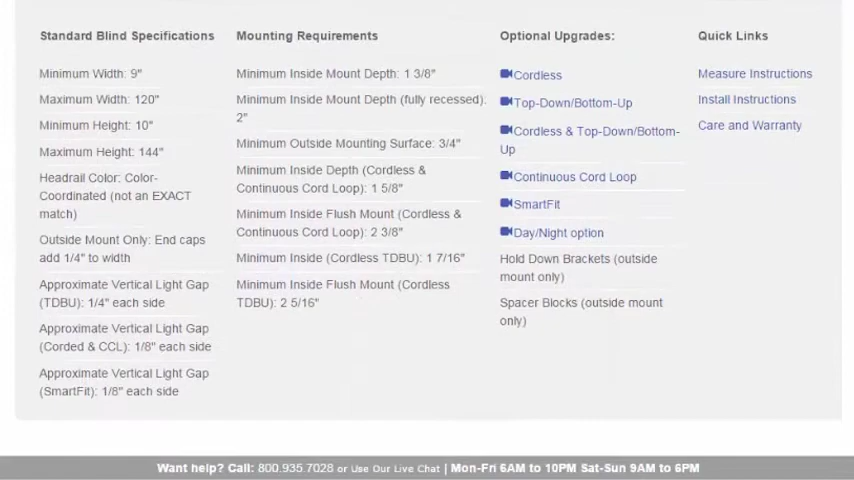 Standard Blind Specifications
Minimum Width: 9"
Maximum Width: 120"
Minimum Height: 10"
Maximum Height: 144"
Headrail Color: Color-
Coordinated (not an EXACT
match)
Outside Mount Only: End caps
add 1/4" to width
Approximate Vertical Light Gap
(TDBU): 1/4" each side
Approximate Vertical Light Gap
(Corded & CCL): 1/8" each side
Approximate Vertical Light Gap
(SmartFit): 1/8" each side
Mounting Requirements
Minimum Inside Mount Depth: 1 3/8"
Minimum Inside Mount Depth (fully recessed):
2"
Minimum Outside Mounting Surface: 3/4"
Minimum Inside Depth (Cordless &
Continuous Cord Loop): 1 5/8"
Minimum Inside Flush Mount (Cordless &
Continuous Cord Loop): 2 3/8"
Minimum Inside (Cordless TDBU): 1 7/16"
Minimum Inside Flush Mount (Cordless
TDBU): 2 5/16"
Optional Upgrades:
Cordless
Top-Down/Bottom-Up
Cordless & Top-Down/Bottom-
Up
Continuous Cord Loop
SmartFit
Day/Night option
Hold Down Brackets (outside
mount only)
Spacer Blocks (outside mount
only)
Quick Links
Measure Instructions
Install Instructions
Care and Warranty
Want help? Call: 800.935.7028 or Use Our Live Chat | Mon-Fri 6AM to 10PM Sat-Sun 9AM to 6PM